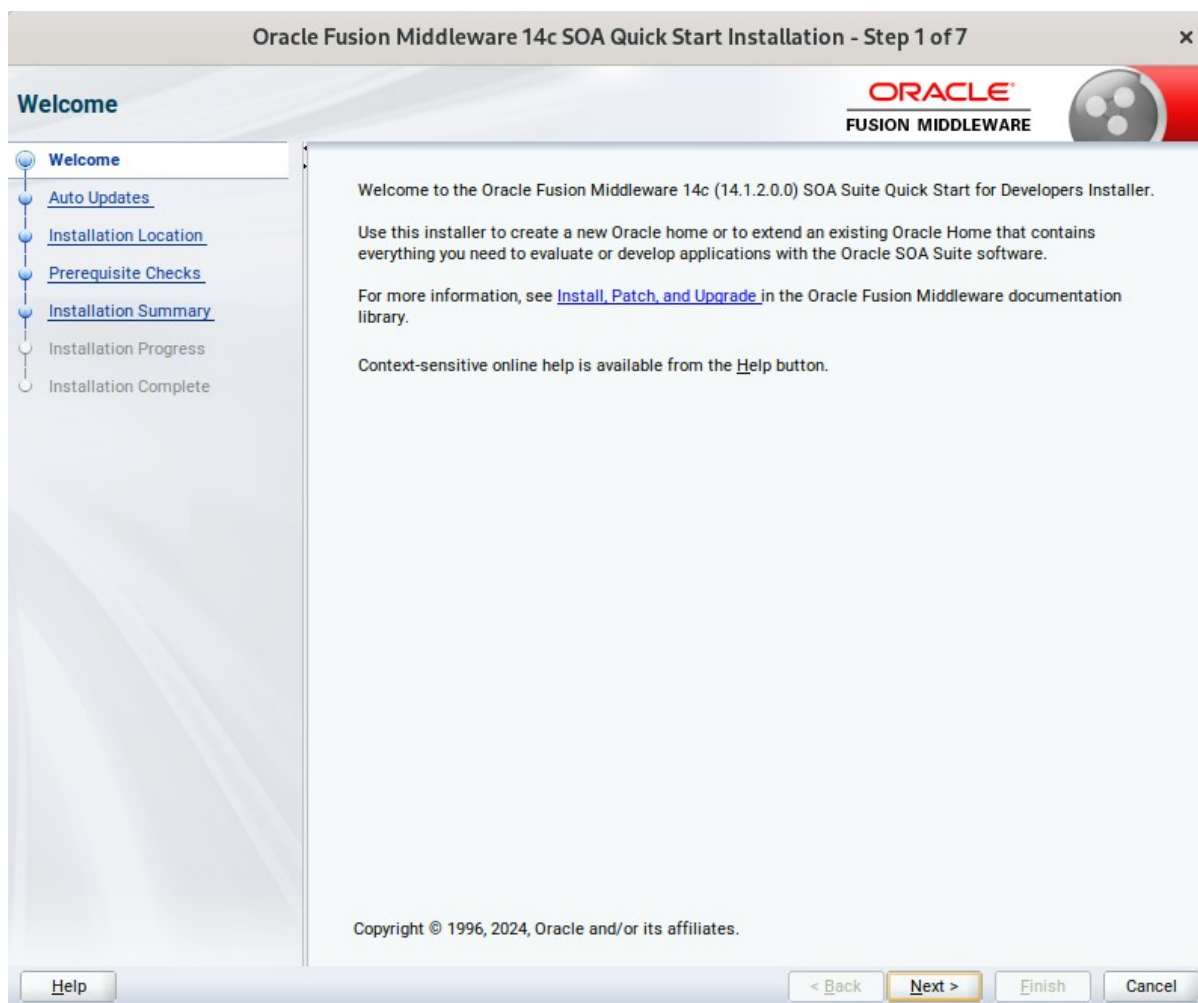 Oracle Fusion Middleware 14c SOA Quick Start Installation - Step 1 of 7
×
Welcome
ORACLE®
FUSION MIDDLEWARE
Welcome
Auto Updates
Installation Location
Prerequisite Checks
Installation Summary
Installation Progress
Installation Complete
Welcome to the Oracle Fusion Middleware 14c (14.1.2.0.0) SOA Suite Quick Start for Developers Installer.
Use this installer to create a new Oracle home or to extend an existing Oracle Home that contains
everything you need to evaluate or develop applications with the Oracle SOA Suite software.
For more information, see Install, Patch, and Upgrade in the Oracle Fusion Middleware documentation
library.
Context-sensitive online help is available from the Help button.
Copyright © 1996, 2024, Oracle and/or its affiliates.
Help
< Back
Next >
Finish
Cancel